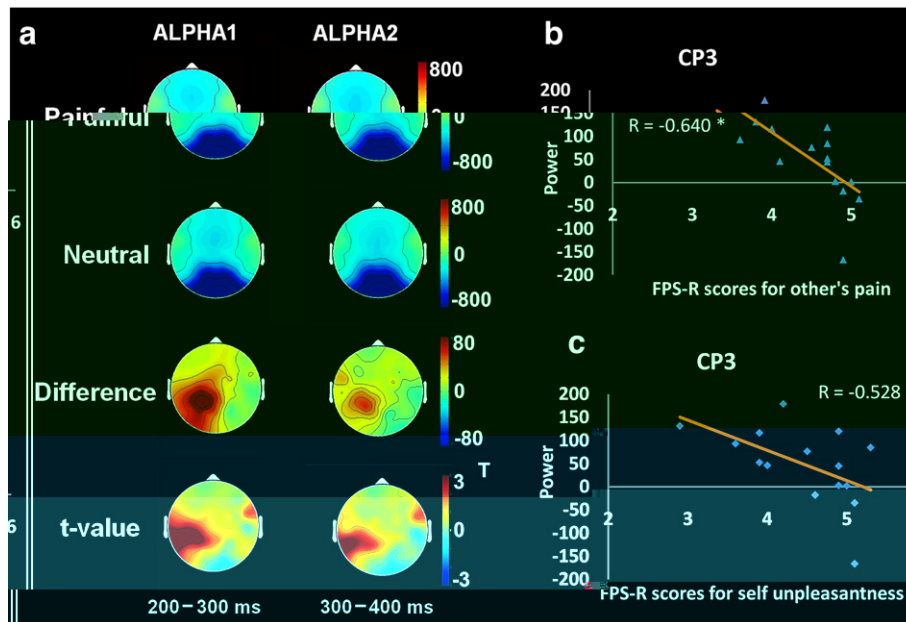 a
ALPHA1 ALPHA2
Painful
800
0
-800
Neutral
800
0
-800
Difference
80
0
-80
t-value
T
3
0
-3
200–300 ms 300–400 ms
6
6
b
CP3
R = -0.640 *
Power
200
150
100
50
0
-50
-100
-150
-200
2 3 4 5
FPS-R scores for other's pain
c
CP3
R = -0.528
Power
200
150
100
50
0
-50
-100
-150
-200
2 3 4 5
FPS-R scores for self unpleasantness